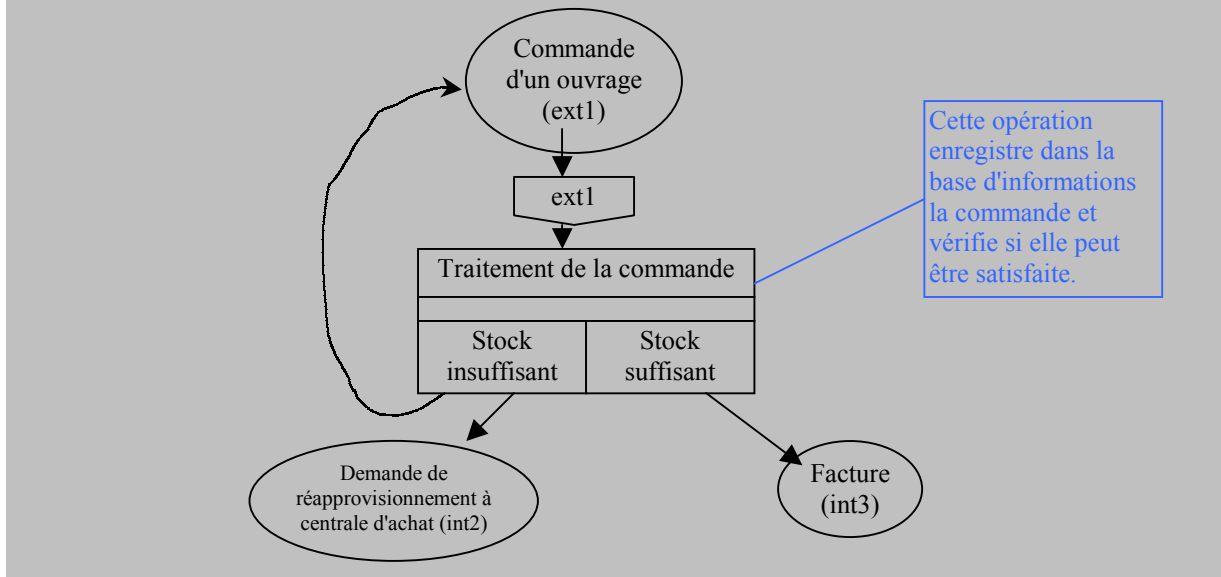 Commande
d'un ouvrage
(ext1)
ext1
Cette opération
enregistre dans la
base d'informations
la commande et
vérifie si elle peut
être satisfaite.
Traitement de la commande
Stock
insuffisant
Stock
suffisant
Demande de
réapprovisionnement à
centrale d'achat (int2)
Facture
(int3)